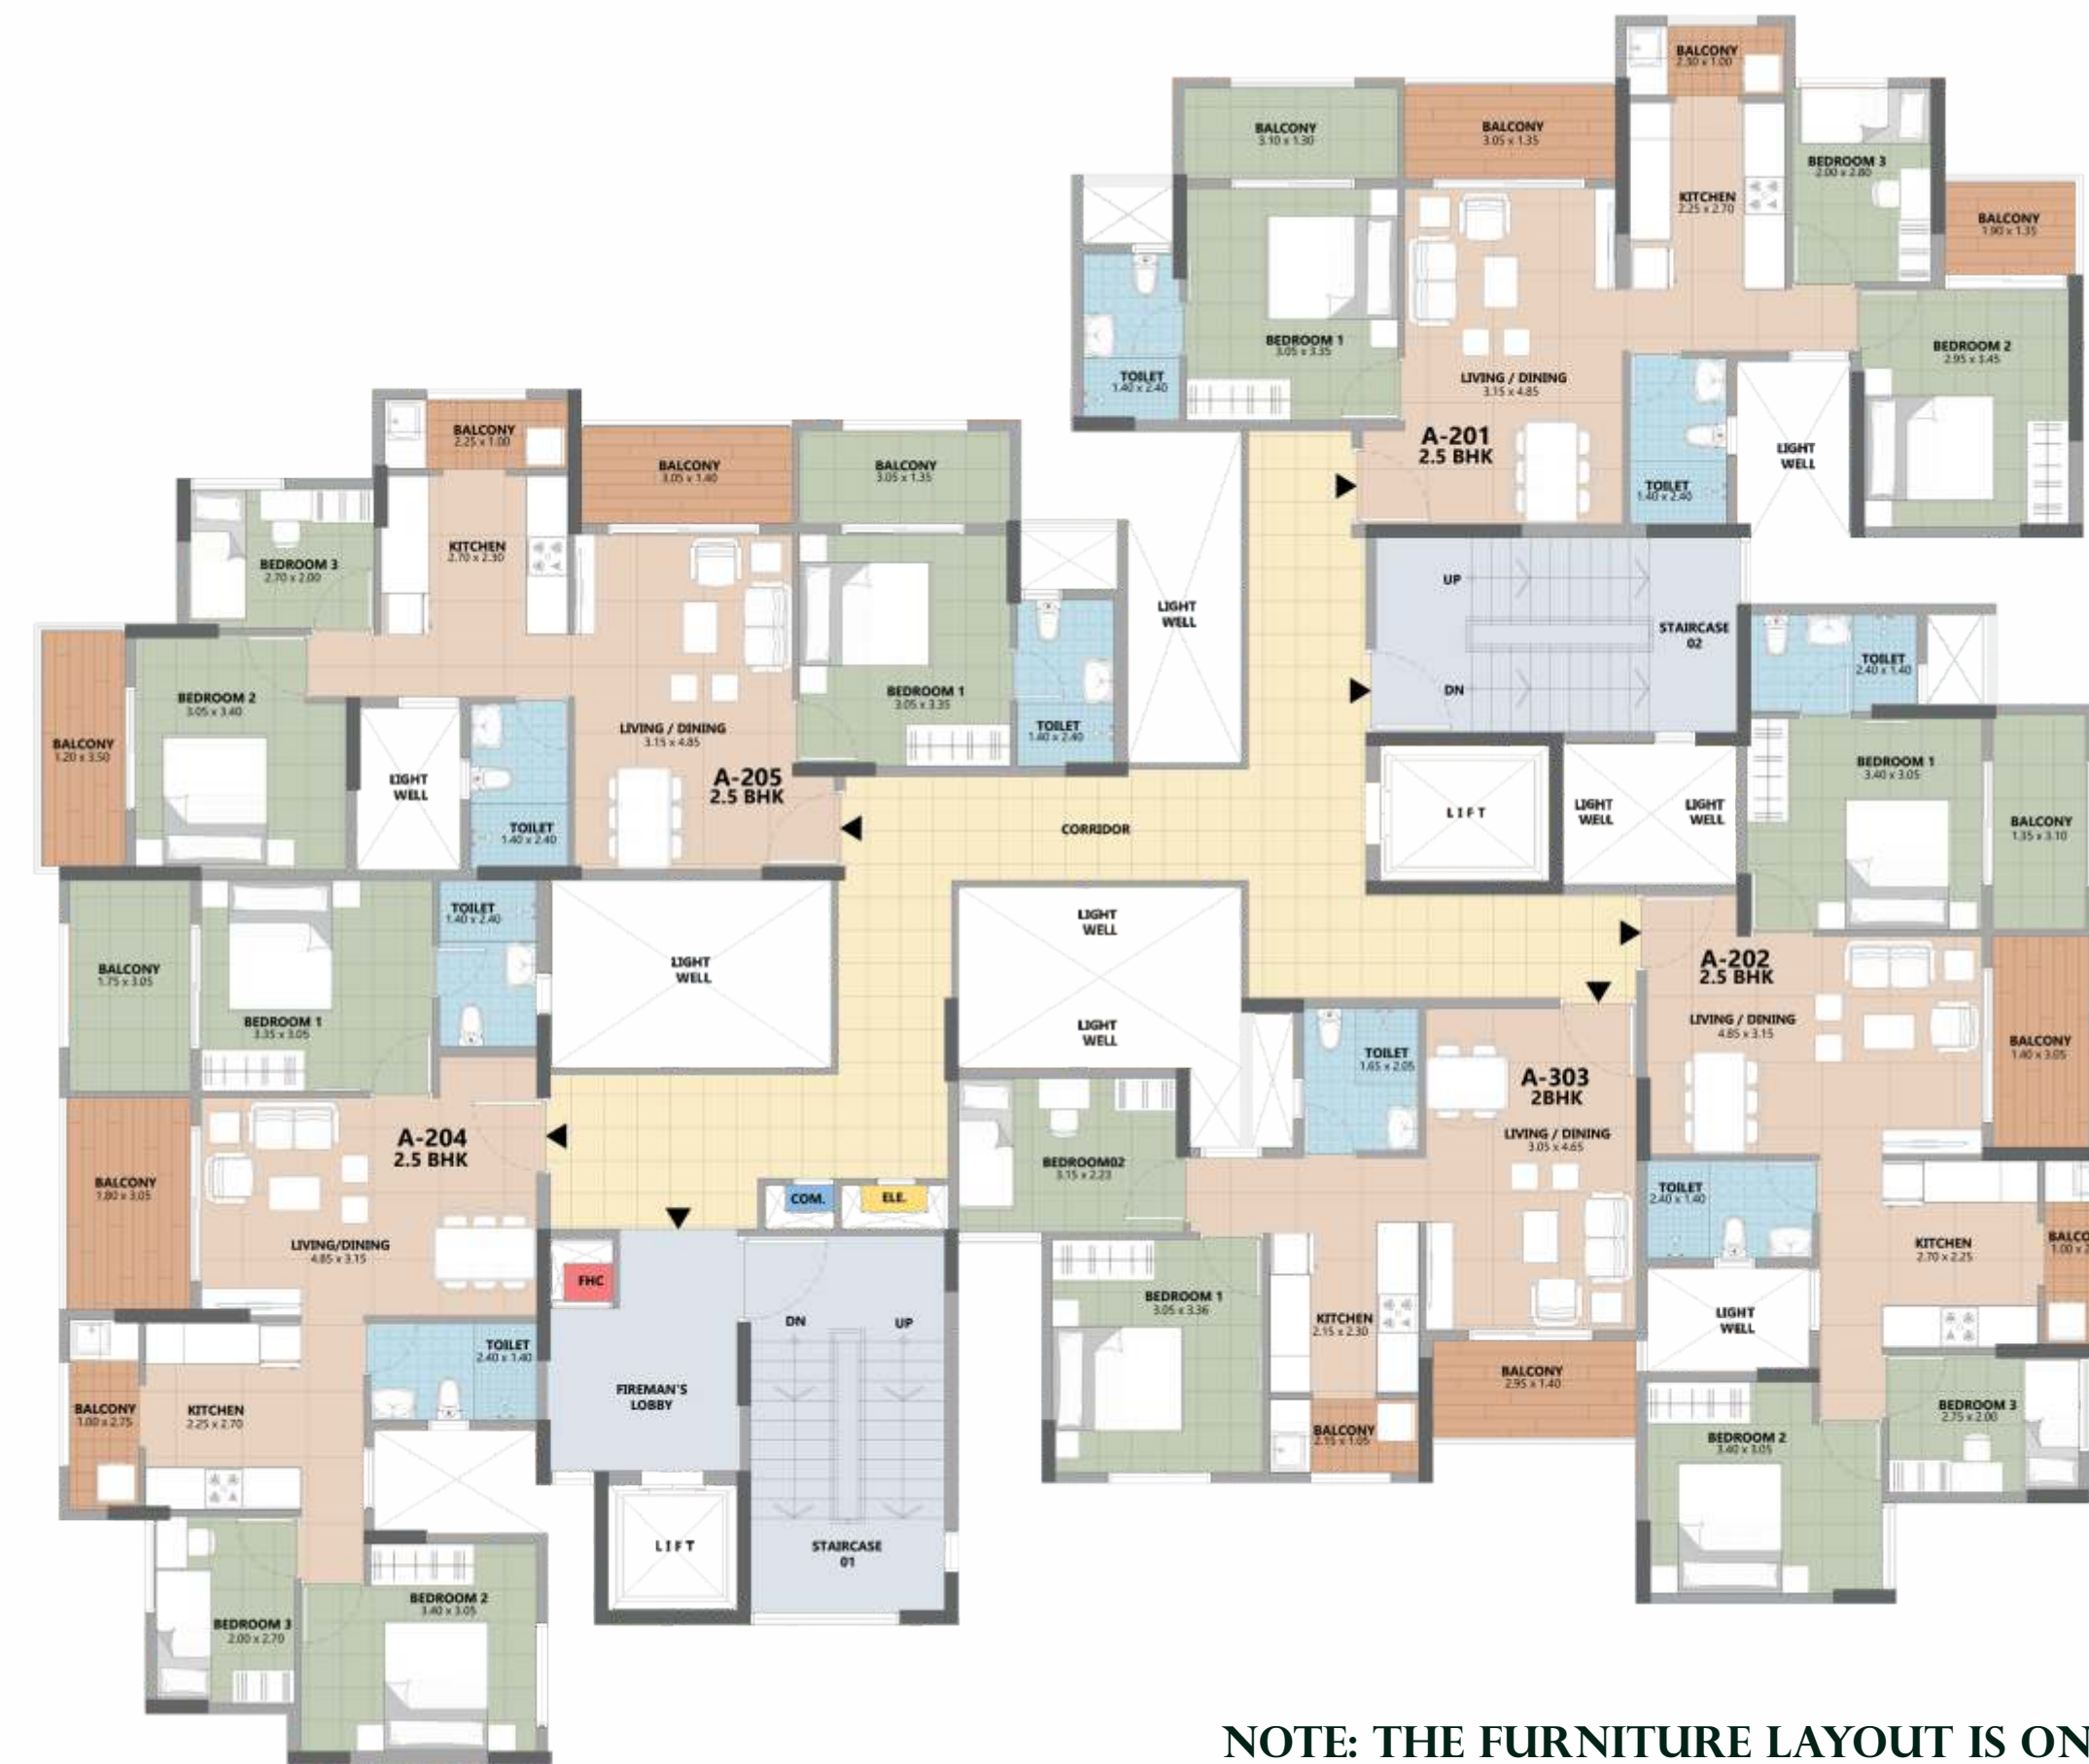 BALCONY
2.30 x 1.00
BALCONY
3.10 x 1.30
BALCONY
3.05 x 1.35
BEDROOM 3
2.00 x 2.80
KITCHEN
2.25 x 2.70
BALCONY
1.90 x 1.35
BEDROOM 1
3.05 x 3.35
BEDROOM 2
2.95 x 3.45
TOILET
1.40 x 2.40
LIVING / DINING
3.15 x 4.85
A-201
2.5 BHK
LIGHT
WELL
TOILET
1.40 x 2.40
BALCONY
2.25 x 1.00
BALCONY
3.05 x 1.40
BALCONY
3.05 x 1.35
KITCHEN
2.70 x 2.30
BEDROOM 3
2.70 x 2.00
BEDROOM 2
3.05 x 3.40
BEDROOM 1
3.05 x 3.35
LIVING / DINING
3.15 x 4.85
TOILET
1.40 x 2.40
BALCONY
1.20 x 3.50
LIGHT
WELL
A-205
2.5 BHK
TOILET
1.40 x 2.40
LIGHT
WELL
UP
STAIRCASE
02
DN
TOILET
2.40 x 1.40
BEDROOM 1
3.40 x 3.05
LIFT
LIGHT
WELL
LIGHT
WELL
BALCONY
1.35 x 3.10
CORRIDOR
TOILET
1.40 x 2.40
LIGHT
WELL
BALCONY
1.75 x 3.05
BEDROOM 1
3.35 x 3.05
LIGHT
WELL
LIGHT
WELL
A-202
2.5 BHK
LIVING / DINING
4.85 x 3.15
BALCONY
1.40 x 3.05
TOILET
1.65 x 2.05
A-303
2BHK
LIVING / DINING
3.05 x 4.65
A-204
2.5 BHK
BALCONY
1.80 x 3.05
LIVING/DINING
4.85 x 3.15
COM.
ELE.
BEDROOM02
3.15 x 2.23
TOILET
2.40 x 1.40
KITCHEN
2.70 x 2.25
BALCO
1.00 x 2
FHC
BEDROOM 1
3.05 x 3.36
KITCHEN
2.15 x 2.30
LIGHT
WELL
DN
UP
TOILET
2.40 x 1.40
BALCONY
2.95 x 1.40
FIREMAN'S
LOBBY
BALCONY
1.00 x 2.75
KITCHEN
2.25 x 2.70
BALCONY
2.15 x 1.05
BEDROOM 3
2.75 x 2.00
BEDROOM 2
3.40 x 3.05
LIFT
STAIRCASE
01
BEDROOM 2
3.40 x 3.05
BEDROOM 3
2.00 x 2.70
NOTE: THE FURNITURE LAYOUT IS ON